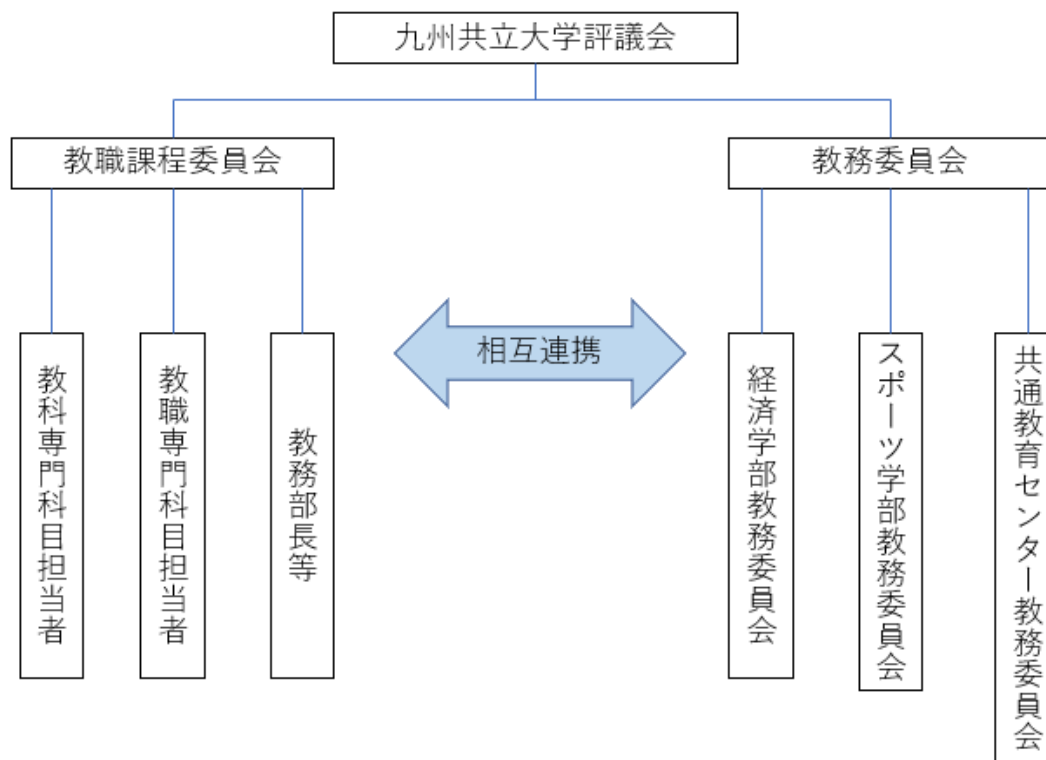 九州共立大学評議会
教職課程委員会
教務委員会
相互連携
教科専門科目担当者
教職専門科目担当者
教務部長等
経済学部教務委員会
スポーツ学部教務委員会
共通教育センター教務委員会